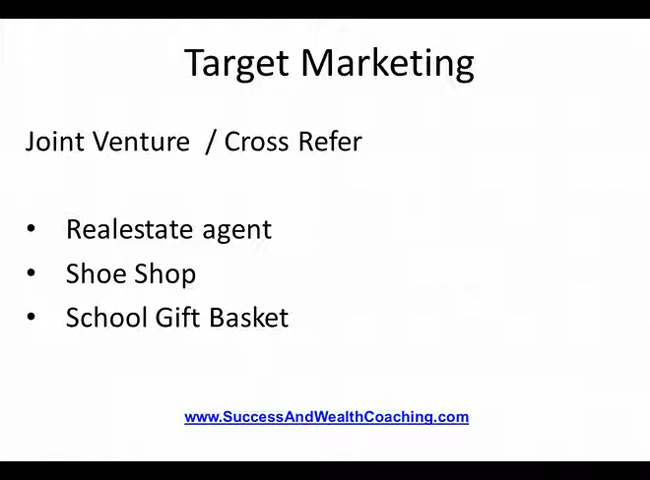 Target Marketing
Joint Venture / Cross Refer
• Realestate agent
• Shoe Shop
• School Gift Basket
www.SuccessAndWealthCoaching.com